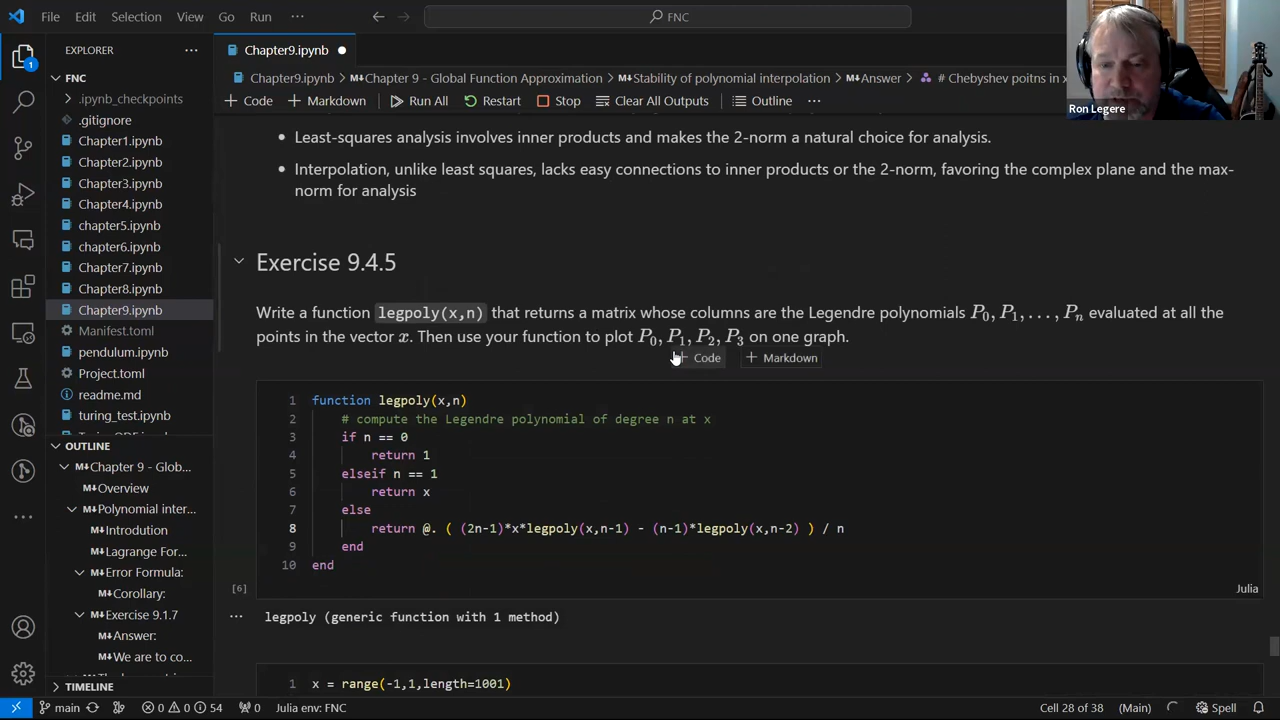 File Edit Selection View Go Run ··· FNC
EXPLORER ···
Chapter9.ipynb
FNC
Chapter9.ipynb > Chapter 9 - Global Function Approximation > Stability of polynomial interpolation > Answer > # Chebyshev poitns in x
+ Code + Markdown Run All Restart Stop Clear All Outputs Outline ···
Ron Legere
.ipynb_checkpoints
.gitignore
Chapter1.ipynb
Chapter2.ipynb
Chapter3.ipynb
Chapter4.ipynb
chapter5.ipynb
chapter6.ipynb
Chapter7.ipynb
Chapter8.ipynb
Chapter9.ipynb
Manifest.toml
pendulum.ipynb
Project.toml
readme.md
turing_test.ipynb
OUTLINE
Chapter 9 - Glob...
Overview
Polynomial inter...
Introdution
Lagrange For...
Error Formula:
Corollary:
Exercise 9.1.7
Answer:
We are to co...
TIMELINE
• Least-squares analysis involves inner products and makes the 2-norm a natural choice for analysis.
• Interpolation, unlike least squares, lacks easy connections to inner products or the 2-norm, favoring the complex plane and the max-
norm for analysis
Exercise 9.4.5
Write a function legpoly(x,n) that returns a matrix whose columns are the Legendre polynomials P₀, P₁, ..., Pₙ evaluated at all the
points in the vector x. Then use your function to plot P₀, P₁, P₂, P₃ on one graph.
Code + Markdown
1 function legpoly(x,n)
2 # compute the Legendre polynomial of degree n at x
3 if n == 0
4 return 1
5 elseif n == 1
6 return x
7 else
8 return @. ( (2n-1)*x*legpoly(x,n-1) - (n-1)*legpoly(x,n-2) ) / n
9 end
10 end
[6] Julia
··· legpoly (generic function with 1 method)
1 x = range(-1,1,length=1001)
main 0 0 54 0 Julia env: FNC Cell 28 of 38 (Main) Spell